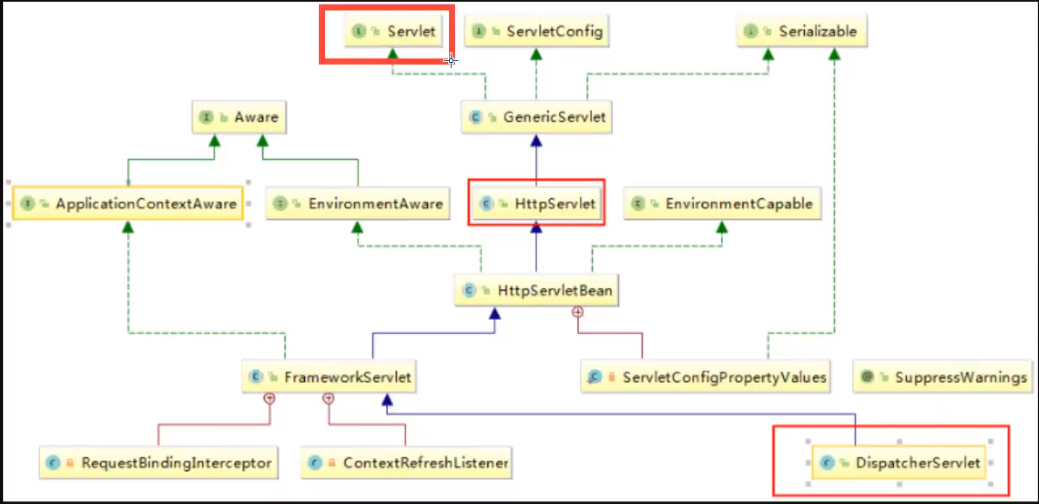 Servlet
ServletConfig
Serializable
Aware
GenericServlet
ApplicationContextAware
EnvironmentAware
HttpServlet
EnvironmentCapable
HttpServletBean
FrameworkServlet
ServletConfigPropertyValues
SuppressWarnings
RequestBindingInterceptor
ContextRefreshListener
DispatcherServlet